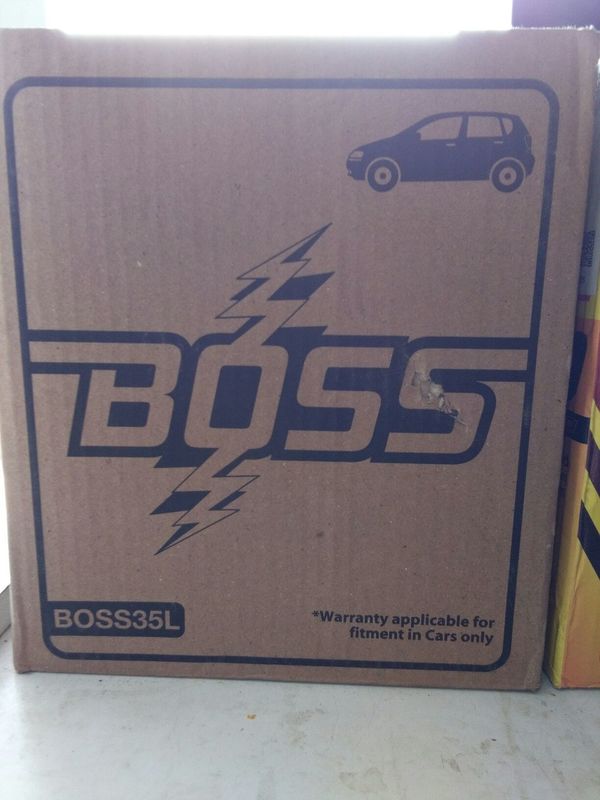 BOSS
BOSS35L
*Warranty applicable for
fitment in Cars only